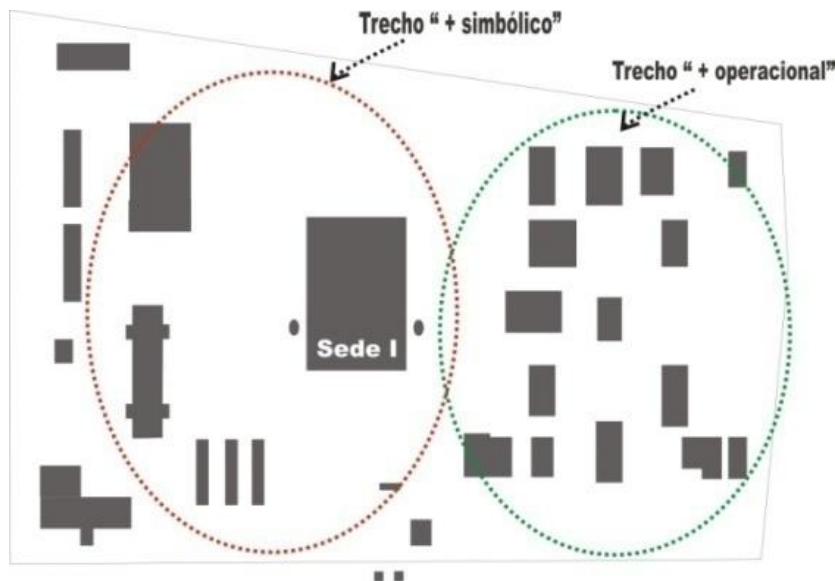 Trecho “ + simbólico”
Trecho “ + operacional”
Sede I